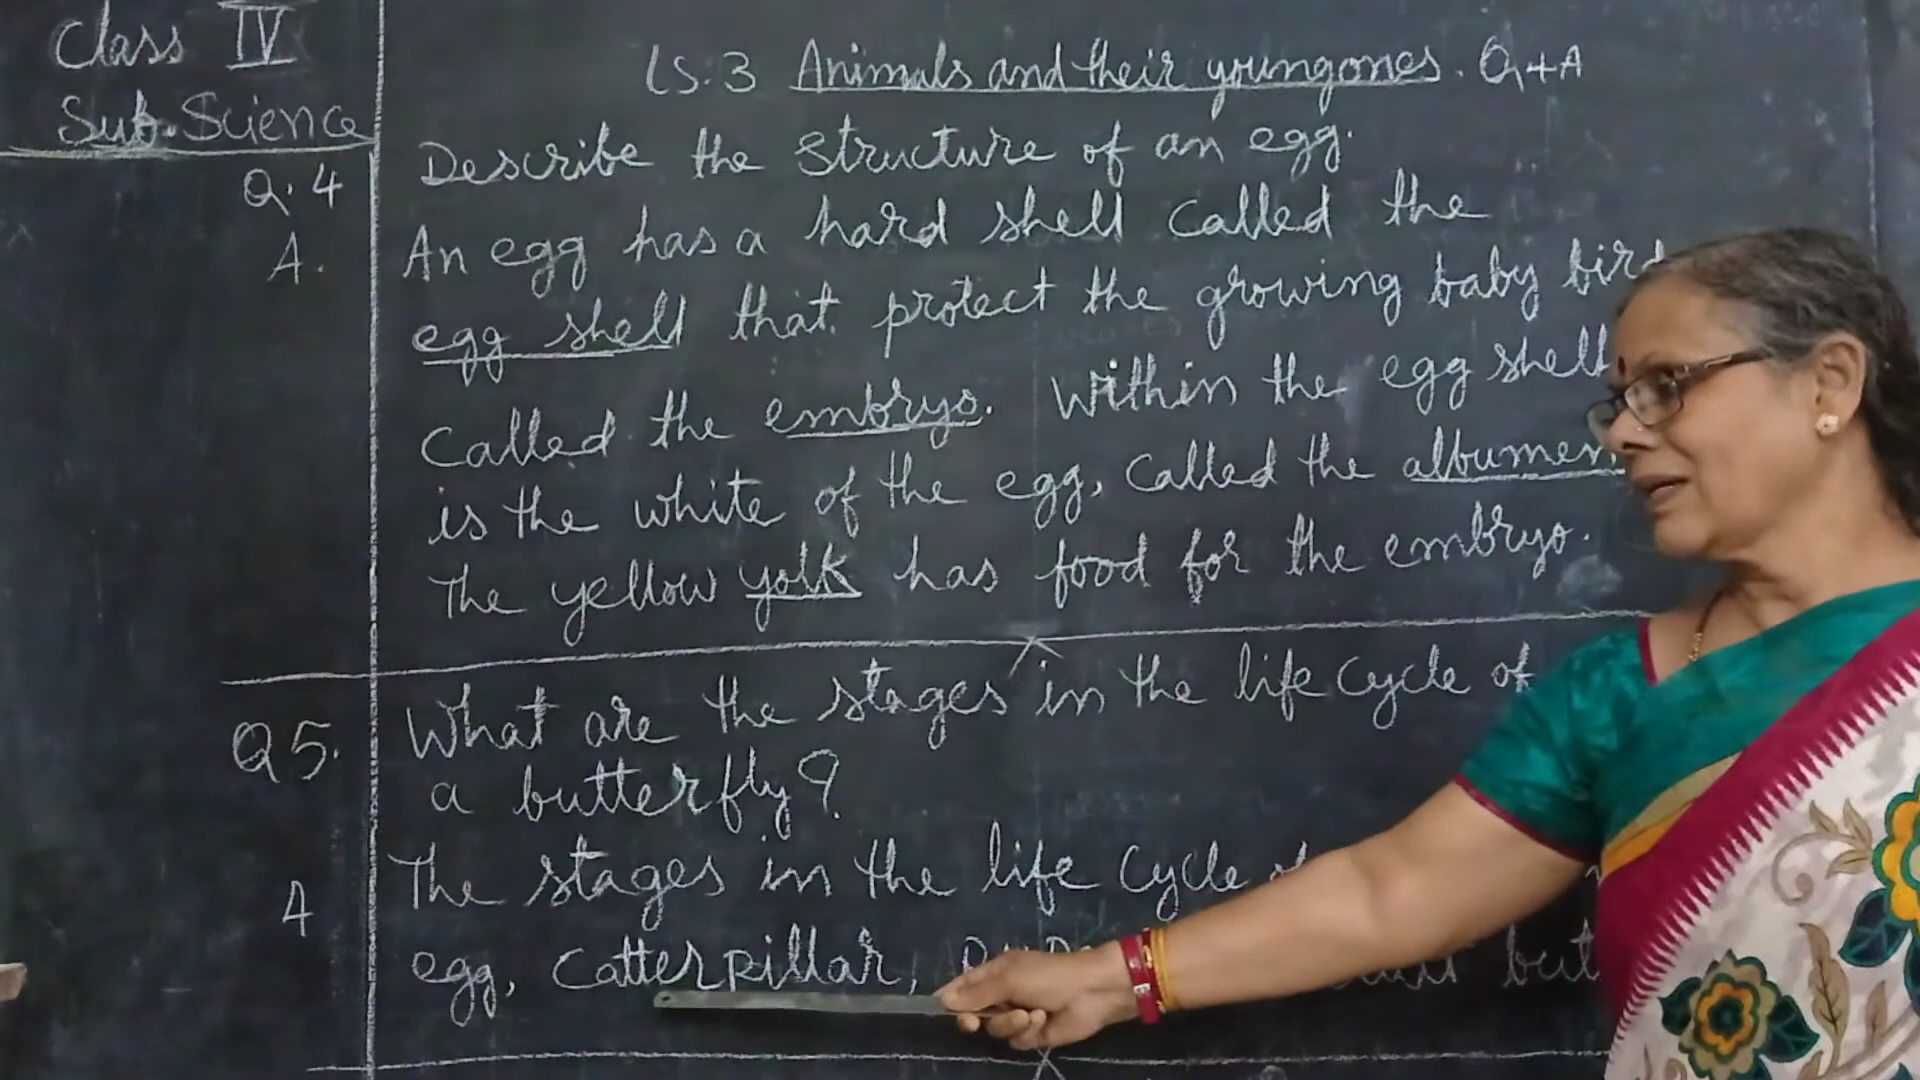 Class IV
Sub. Science
LS. 3 Animals and their youngones. Q+A
Q. 4 Describe the structure of an egg.
A. An egg has a hard shell called the
egg shell that protect the growing baby bird
called the embryo. Within the egg shell
is the white of the egg, called the albumen
The yellow yolk has food for the embryo.
Q 5. What are the stages in the life cycle of
a butterfly?
A The stages in the life cycle of
egg, catterpillar,